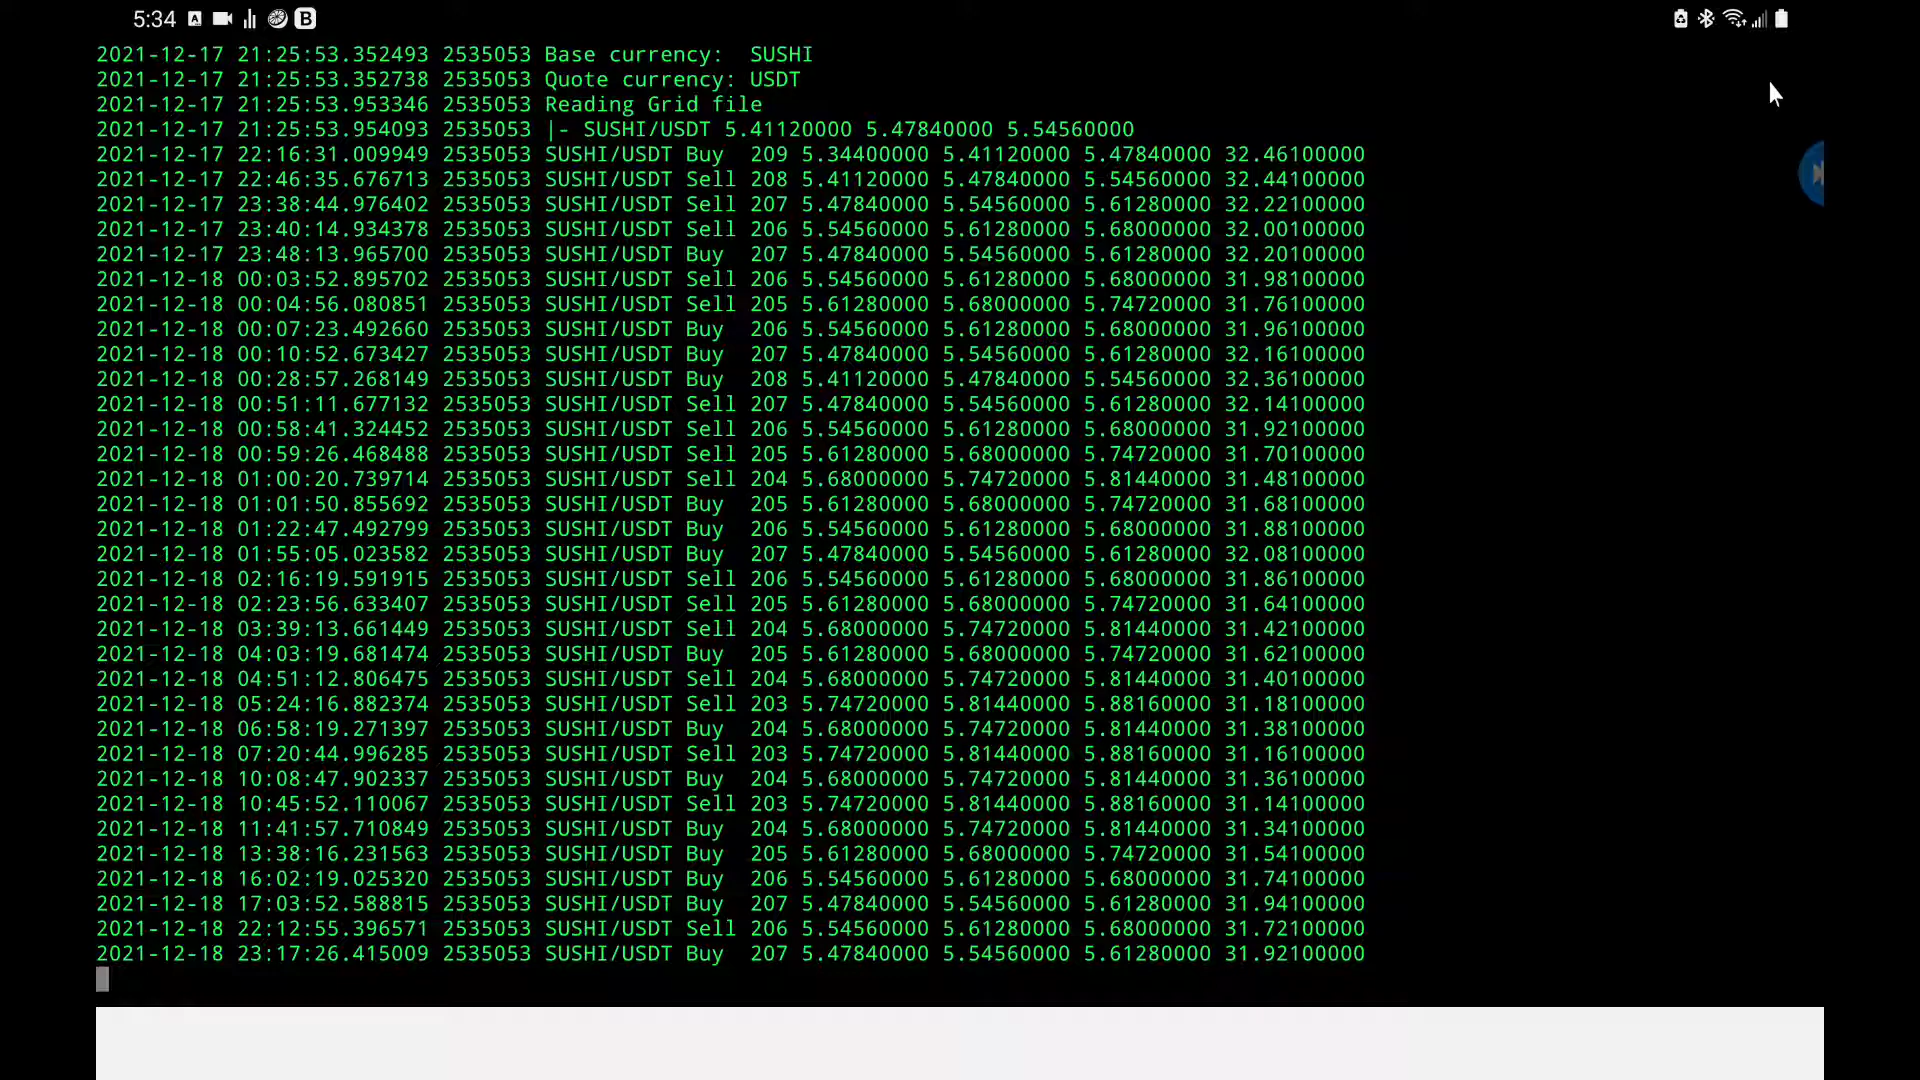 5:34 A B
2021-12-17 21:25:53.352493 2535053 Base currency:  SUSHI
2021-12-17 21:25:53.352738 2535053 Quote currency: USDT
2021-12-17 21:25:53.953346 2535053 Reading Grid file
2021-12-17 21:25:53.954093 2535053 |- SUSHI/USDT 5.41120000 5.47840000 5.54560000
2021-12-17 22:16:31.009949 2535053 SUSHI/USDT Buy  209 5.34400000 5.41120000 5.47840000 32.46100000
2021-12-17 22:46:35.676713 2535053 SUSHI/USDT Sell 208 5.41120000 5.47840000 5.54560000 32.44100000
2021-12-17 23:38:44.976402 2535053 SUSHI/USDT Sell 207 5.47840000 5.54560000 5.61280000 32.22100000
2021-12-17 23:40:14.934378 2535053 SUSHI/USDT Sell 206 5.54560000 5.61280000 5.68000000 32.00100000
2021-12-17 23:48:13.965700 2535053 SUSHI/USDT Buy  207 5.47840000 5.54560000 5.61280000 32.20100000
2021-12-18 00:03:52.895702 2535053 SUSHI/USDT Sell 206 5.54560000 5.61280000 5.68000000 31.98100000
2021-12-18 00:04:56.080851 2535053 SUSHI/USDT Sell 205 5.61280000 5.68000000 5.74720000 31.76100000
2021-12-18 00:07:23.492660 2535053 SUSHI/USDT Buy  206 5.54560000 5.61280000 5.68000000 31.96100000
2021-12-18 00:10:52.673427 2535053 SUSHI/USDT Buy  207 5.47840000 5.54560000 5.61280000 32.16100000
2021-12-18 00:28:57.268149 2535053 SUSHI/USDT Buy  208 5.41120000 5.47840000 5.54560000 32.36100000
2021-12-18 00:51:11.677132 2535053 SUSHI/USDT Sell 207 5.47840000 5.54560000 5.61280000 32.14100000
2021-12-18 00:58:41.324452 2535053 SUSHI/USDT Sell 206 5.54560000 5.61280000 5.68000000 31.92100000
2021-12-18 00:59:26.468488 2535053 SUSHI/USDT Sell 205 5.61280000 5.68000000 5.74720000 31.70100000
2021-12-18 01:00:20.739714 2535053 SUSHI/USDT Sell 204 5.68000000 5.74720000 5.81440000 31.48100000
2021-12-18 01:01:50.855692 2535053 SUSHI/USDT Buy  205 5.61280000 5.68000000 5.74720000 31.68100000
2021-12-18 01:22:47.492799 2535053 SUSHI/USDT Buy  206 5.54560000 5.61280000 5.68000000 31.88100000
2021-12-18 01:55:05.023582 2535053 SUSHI/USDT Buy  207 5.47840000 5.54560000 5.61280000 32.08100000
2021-12-18 02:16:19.591915 2535053 SUSHI/USDT Sell 206 5.54560000 5.61280000 5.68000000 31.86100000
2021-12-18 02:23:56.633407 2535053 SUSHI/USDT Sell 205 5.61280000 5.68000000 5.74720000 31.64100000
2021-12-18 03:39:13.661449 2535053 SUSHI/USDT Sell 204 5.68000000 5.74720000 5.81440000 31.42100000
2021-12-18 04:03:19.681474 2535053 SUSHI/USDT Buy  205 5.61280000 5.68000000 5.74720000 31.62100000
2021-12-18 04:51:12.806475 2535053 SUSHI/USDT Sell 204 5.68000000 5.74720000 5.81440000 31.40100000
2021-12-18 05:24:16.882374 2535053 SUSHI/USDT Sell 203 5.74720000 5.81440000 5.88160000 31.18100000
2021-12-18 06:58:19.271397 2535053 SUSHI/USDT Buy  204 5.68000000 5.74720000 5.81440000 31.38100000
2021-12-18 07:20:44.996285 2535053 SUSHI/USDT Sell 203 5.74720000 5.81440000 5.88160000 31.16100000
2021-12-18 10:08:47.902337 2535053 SUSHI/USDT Buy  204 5.68000000 5.74720000 5.81440000 31.36100000
2021-12-18 10:45:52.110067 2535053 SUSHI/USDT Sell 203 5.74720000 5.81440000 5.88160000 31.14100000
2021-12-18 11:41:57.710849 2535053 SUSHI/USDT Buy  204 5.68000000 5.74720000 5.81440000 31.34100000
2021-12-18 13:38:16.231563 2535053 SUSHI/USDT Buy  205 5.61280000 5.68000000 5.74720000 31.54100000
2021-12-18 16:02:19.025320 2535053 SUSHI/USDT Buy  206 5.54560000 5.61280000 5.68000000 31.74100000
2021-12-18 17:03:52.588815 2535053 SUSHI/USDT Buy  207 5.47840000 5.54560000 5.61280000 31.94100000
2021-12-18 22:12:55.396571 2535053 SUSHI/USDT Sell 206 5.54560000 5.61280000 5.68000000 31.72100000
2021-12-18 23:17:26.415009 2535053 SUSHI/USDT Buy  207 5.47840000 5.54560000 5.61280000 31.92100000